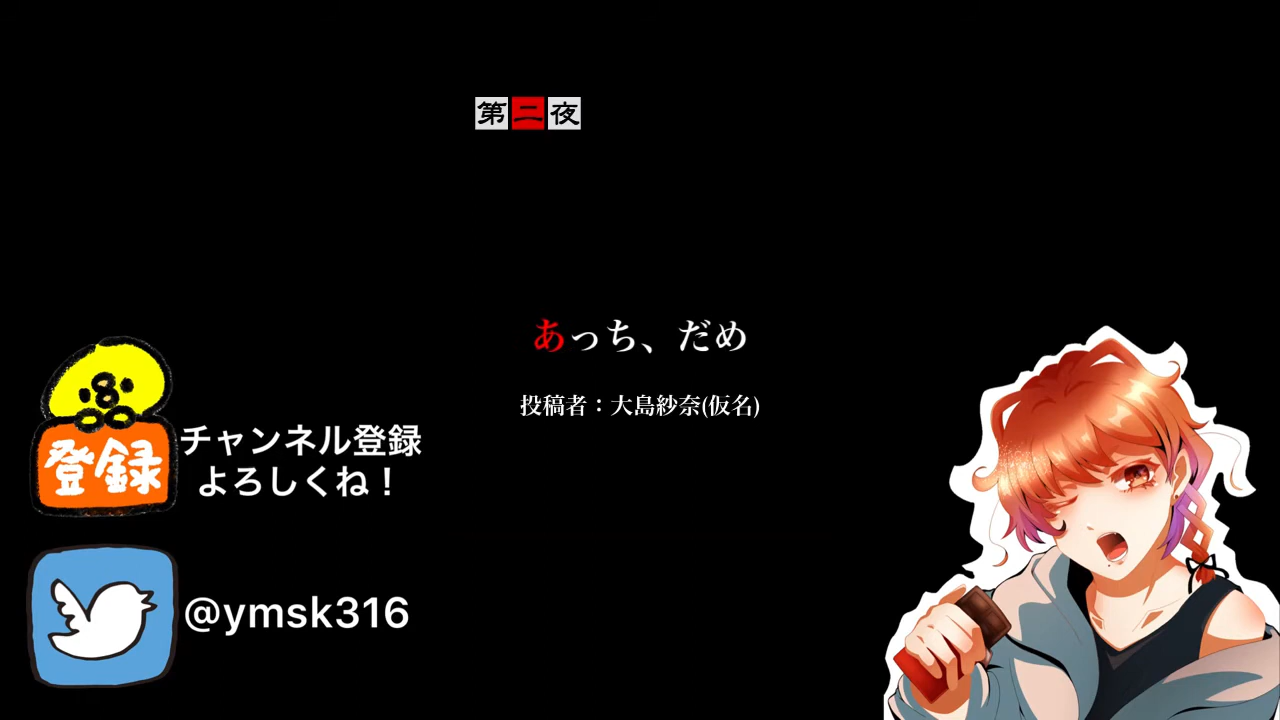 第二夜
あっち、だめ
投稿者：大島紗奈(仮名)
登録
チャンネル登録
よろしくね！
@ymsk316